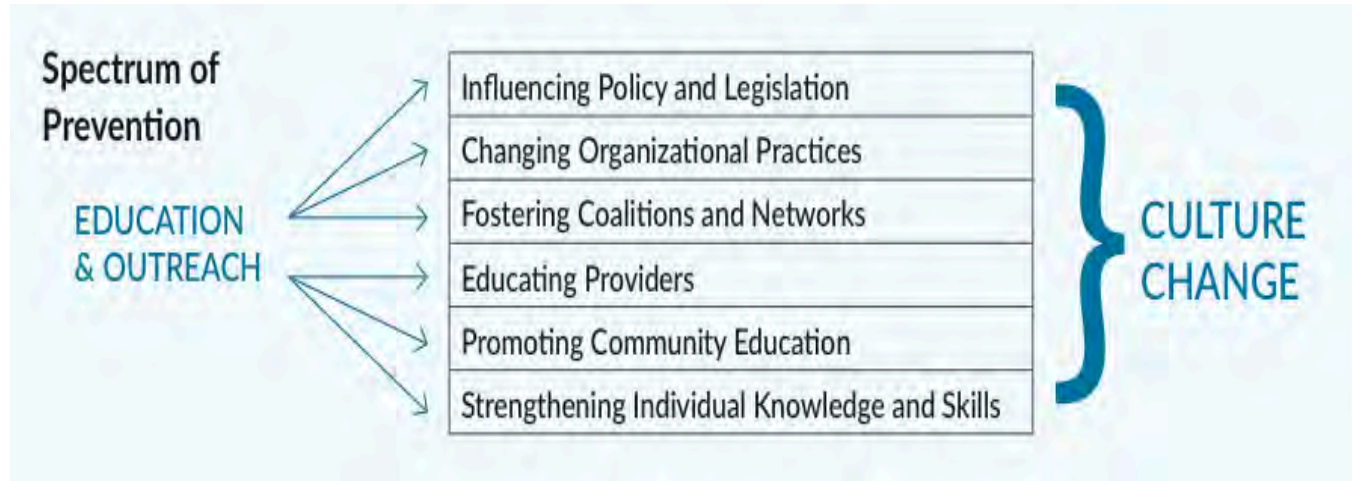 Spectrum of
Prevention
EDUCATION
& OUTREACH
Influencing Policy and Legislation
Changing Organizational Practices
Fostering Coalitions and Networks
Educating Providers
Promoting Community Education
Strengthening Individual Knowledge and Skills
CULTURE
CHANGE